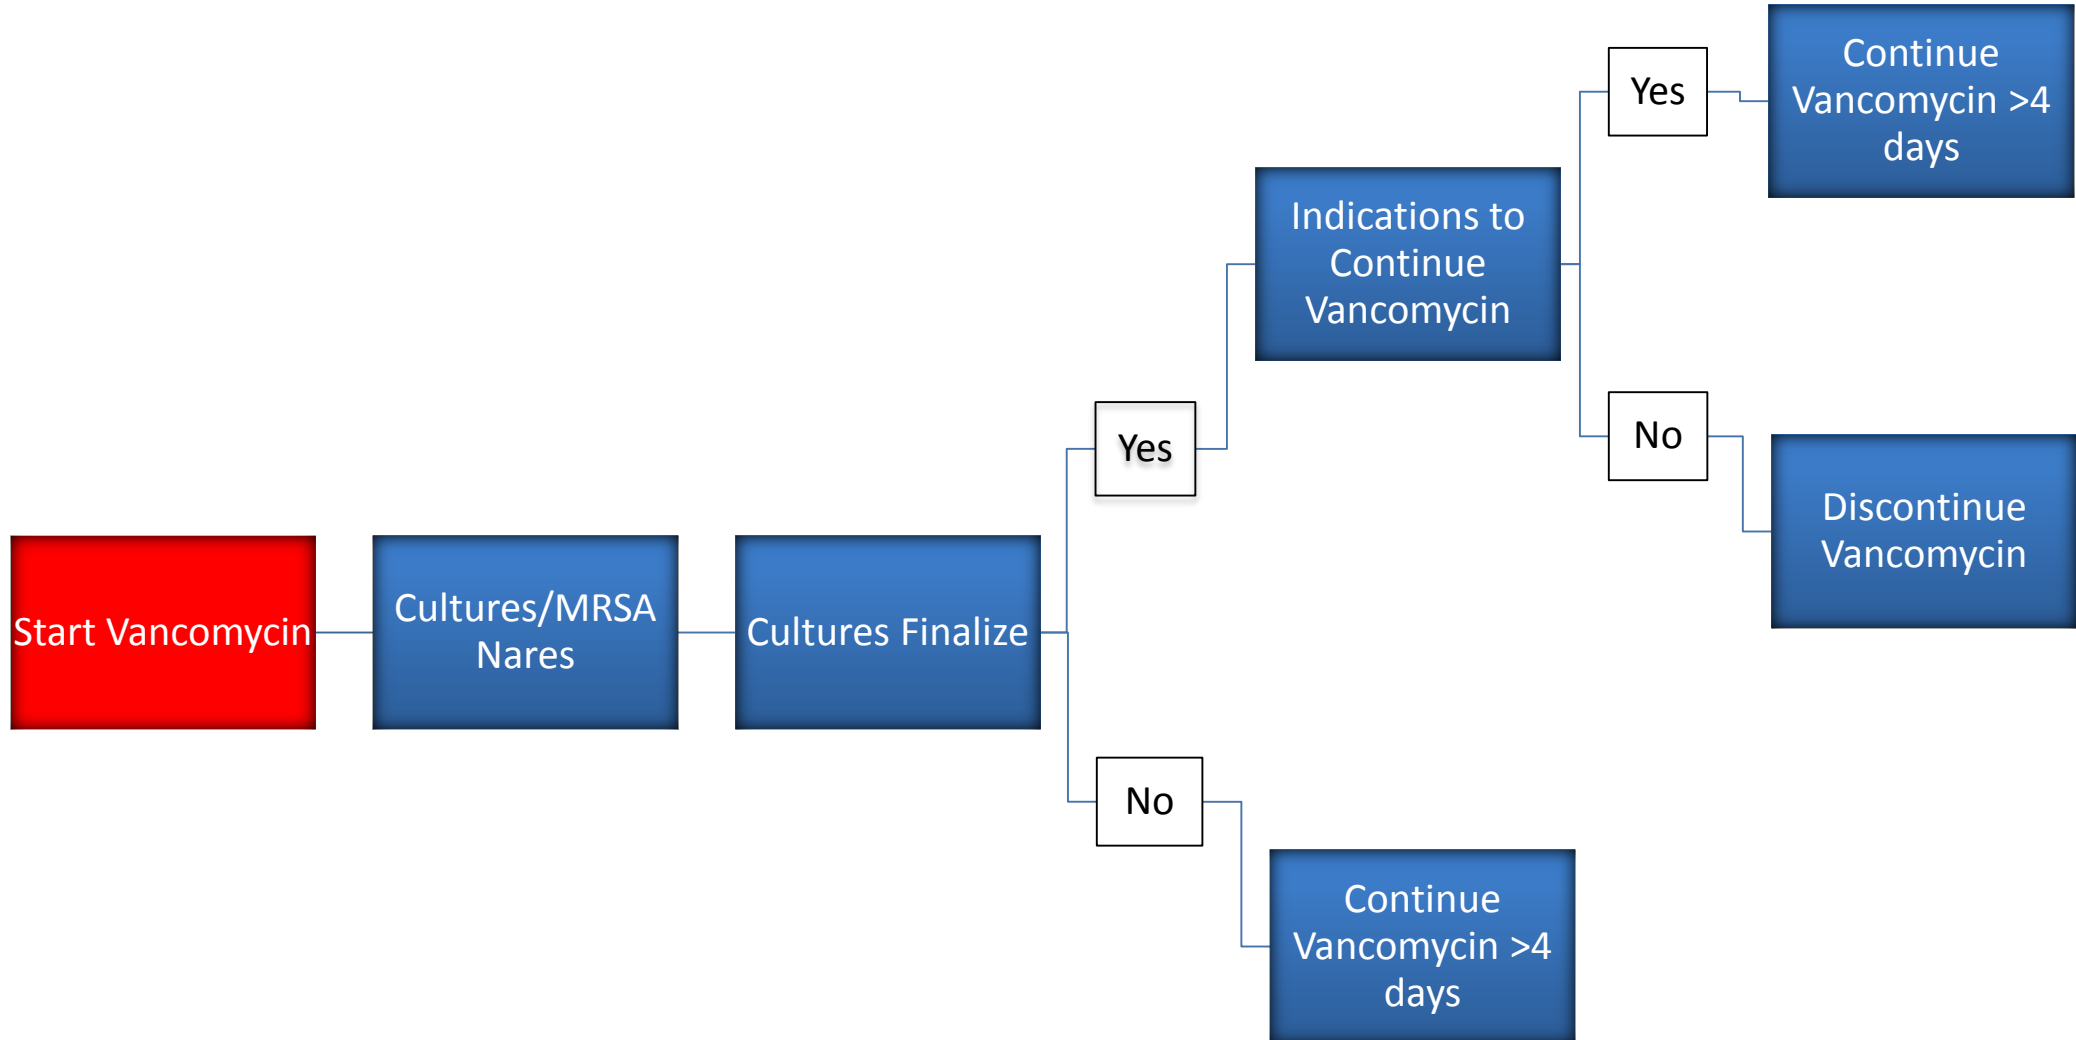 Start Vancomycin
Cultures/MRSA
Nares
Cultures Finalize
Yes
Indications to
Continue
Vancomycin
Yes
Continue
Vancomycin >4
days
No
Discontinue
Vancomycin
No
Continue
Vancomycin >4
days